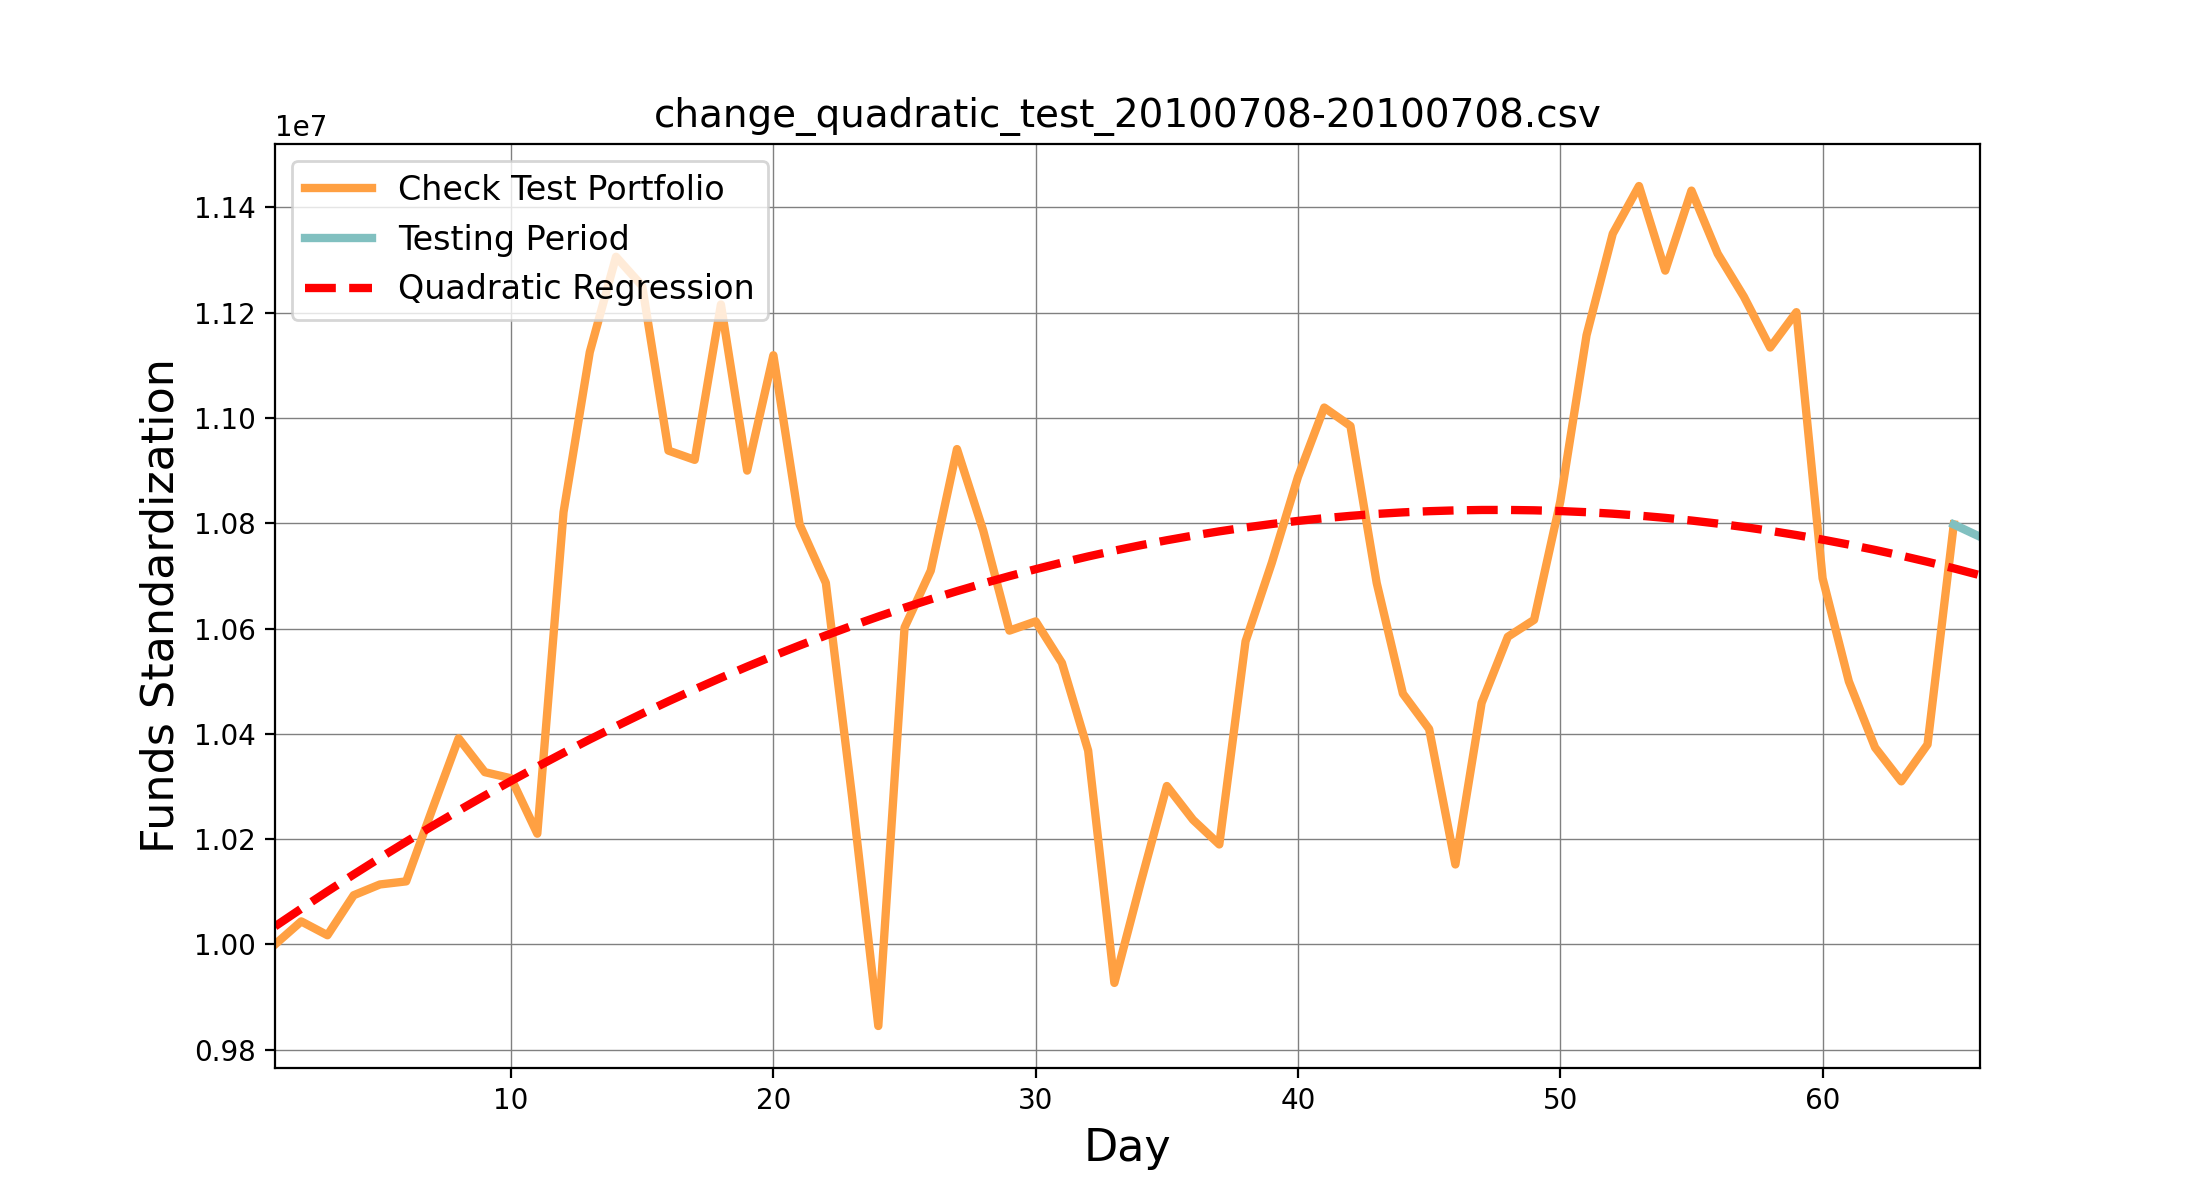 change_quadratic_test_20100708-20100708.csv
1e7
Check Test Portfolio
Testing Period
Quadratic Regression
1.14
1.12
1.10
1.08
1.06
1.04
1.02
1.00
0.98
Funds Standardization
10 20 30 40 50 60
Day